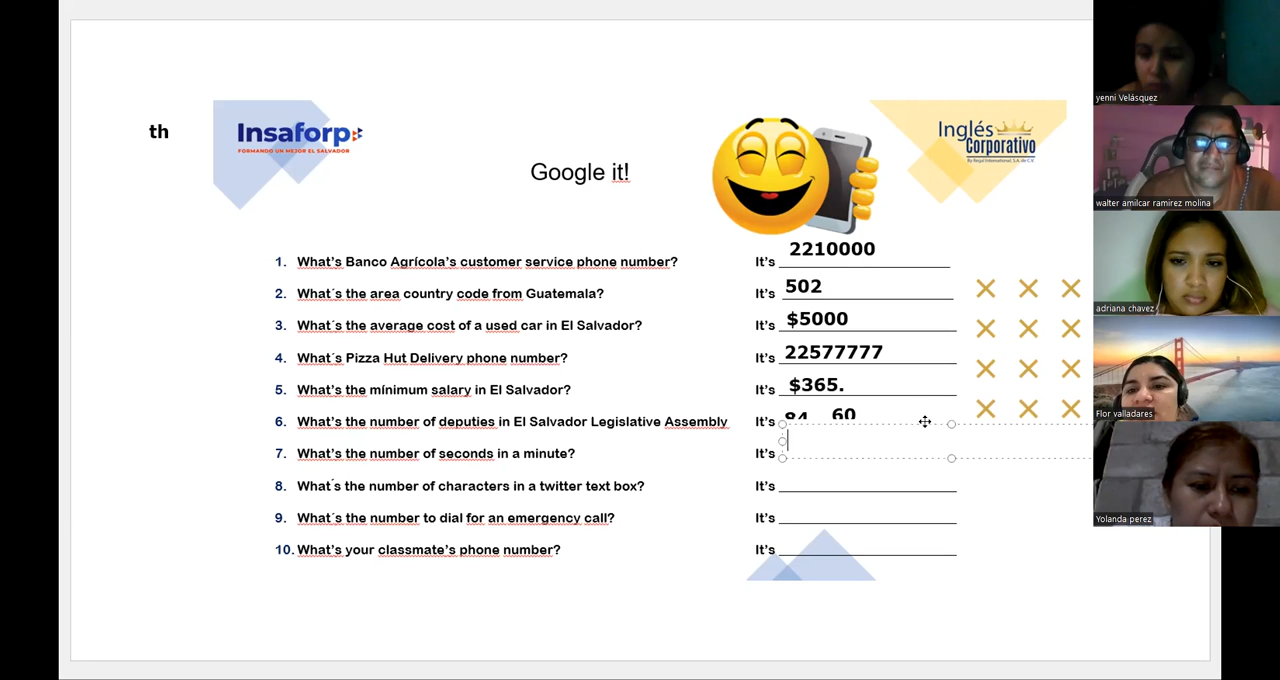 th
Insaforp
FORMANDO UN MEJOR EL SALVADOR
Inglés
Corporativo
By Regal International, S.A. de C.V.
Google it!
1. What's Banco Agrícola's customer service phone number? It's 2210000
2. What´s the area country code from Guatemala? It's 502
3. What´s the average cost of a used car in El Salvador? It's $5000
4. What´s Pizza Hut Delivery phone number? It's 22577777
5. What's the mínimum salary in El Salvador? It's $365.
6. What's the number of deputies in El Salvador Legislative Assembly It's 84 60
7. What's the number of seconds in a minute? It's
8. What´s the number of characters in a twitter text box? It's
9. What´s the number to dial for an emergency call? It's
10. What's your classmate's phone number? It's
yenni Velásquez
walter amilcar ramirez molina
adriana chavez
Flor valladares
Yolanda perez